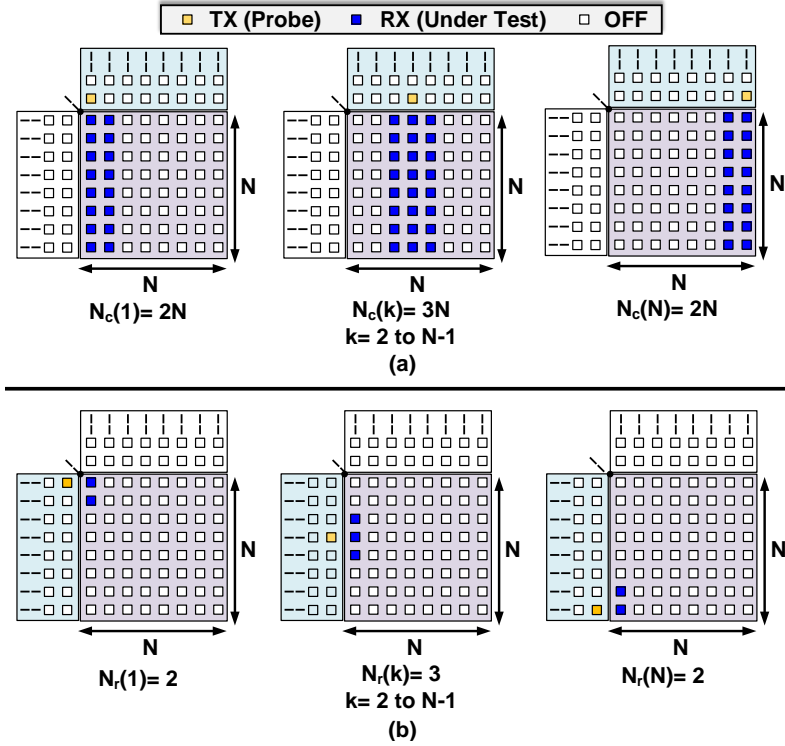 TX (Probe) RX (Under Test) OFF
N N N
N N N
N_c(1)= 2N N_c(k)= 3N N_c(N)= 2N
k= 2 to N-1
(a)
N N N
N N N
N_r(1)= 2 N_r(k)= 3 N_r(N)= 2
k= 2 to N-1
(b)